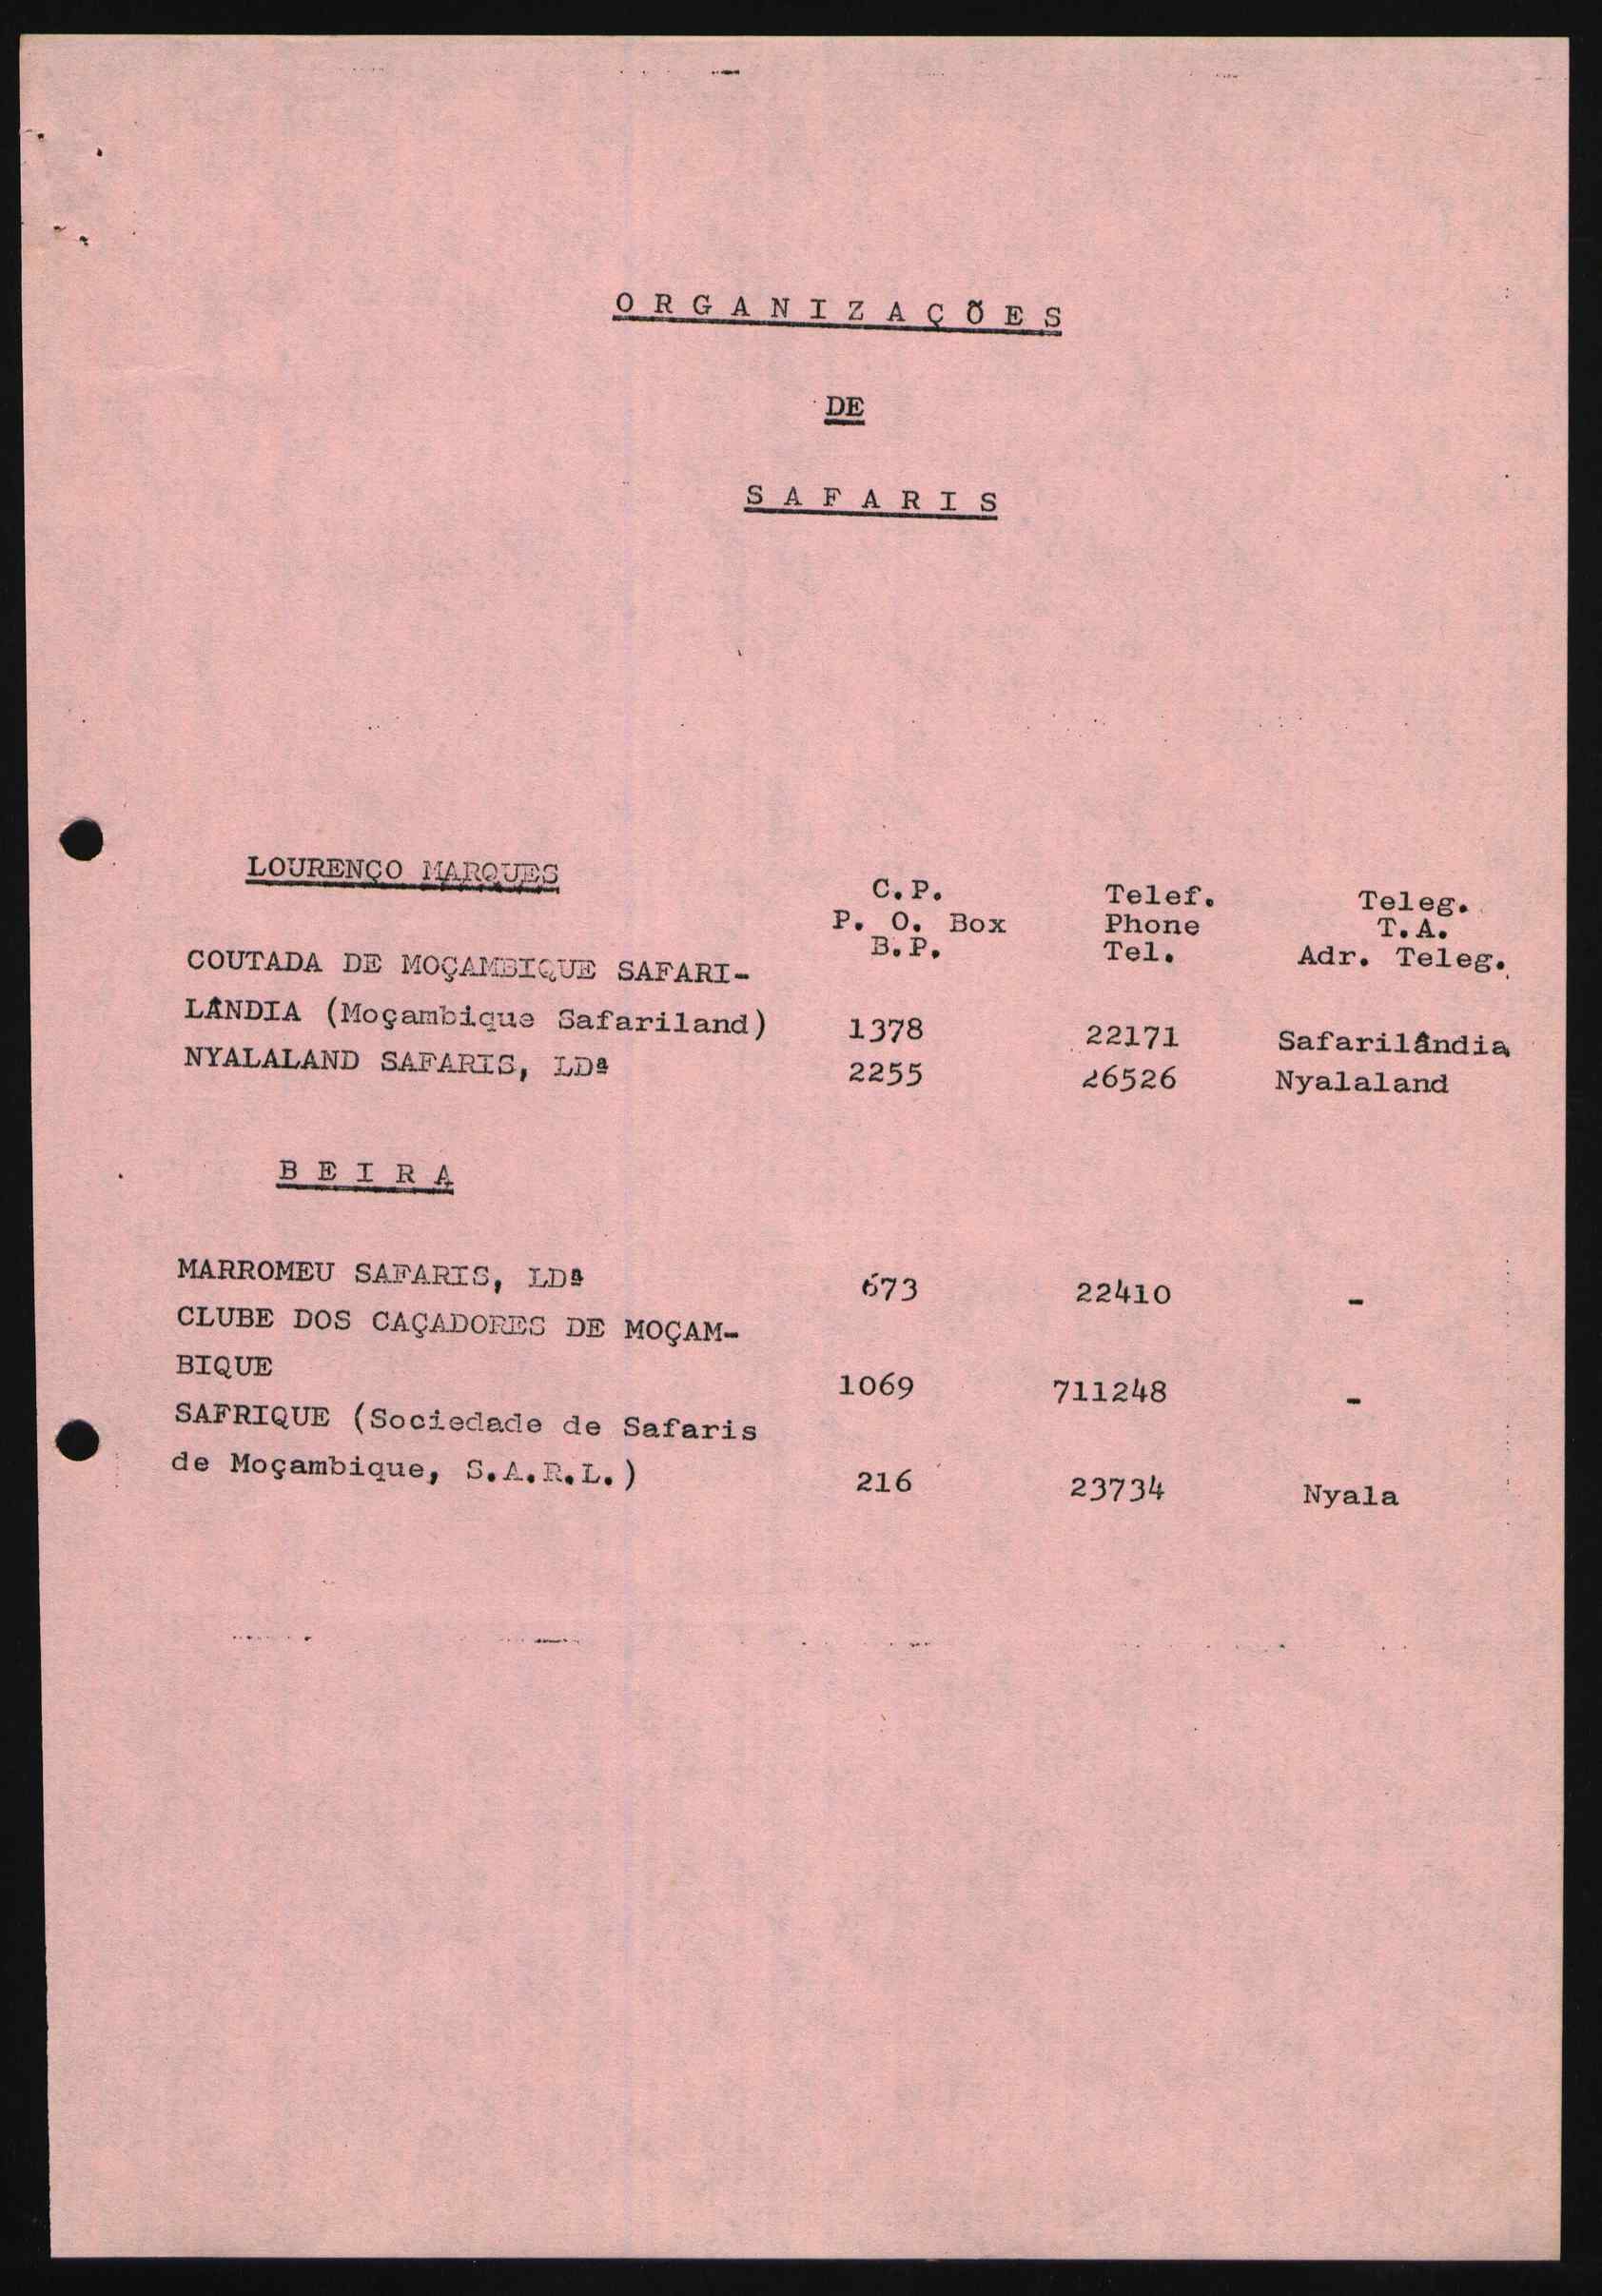 O R G A N I Z A Ç Õ E S
DE
S A F A R I S
LOURENÇO MARQUES
C.P. Telef. Teleg.
P. O. Box Phone T.A.
B.P. Tel. Adr. Teleg.
COUTADA DE MOÇAMBIQUE SAFARI-
LÂNDIA (Moçambique Safariland) 1378 22171 Safarilândia
NYALALAND SAFARIS, LDª 2255 26526 Nyalaland
B E I R A
MARROMEU SAFARIS, LDª 673 22410 -
CLUBE DOS CAÇADORES DE MOÇAM-
BIQUE 1069 711248 -
SAFRIQUE (Sociedade de Safaris
de Moçambique, S.A.R.L.) 216 23734 Nyala